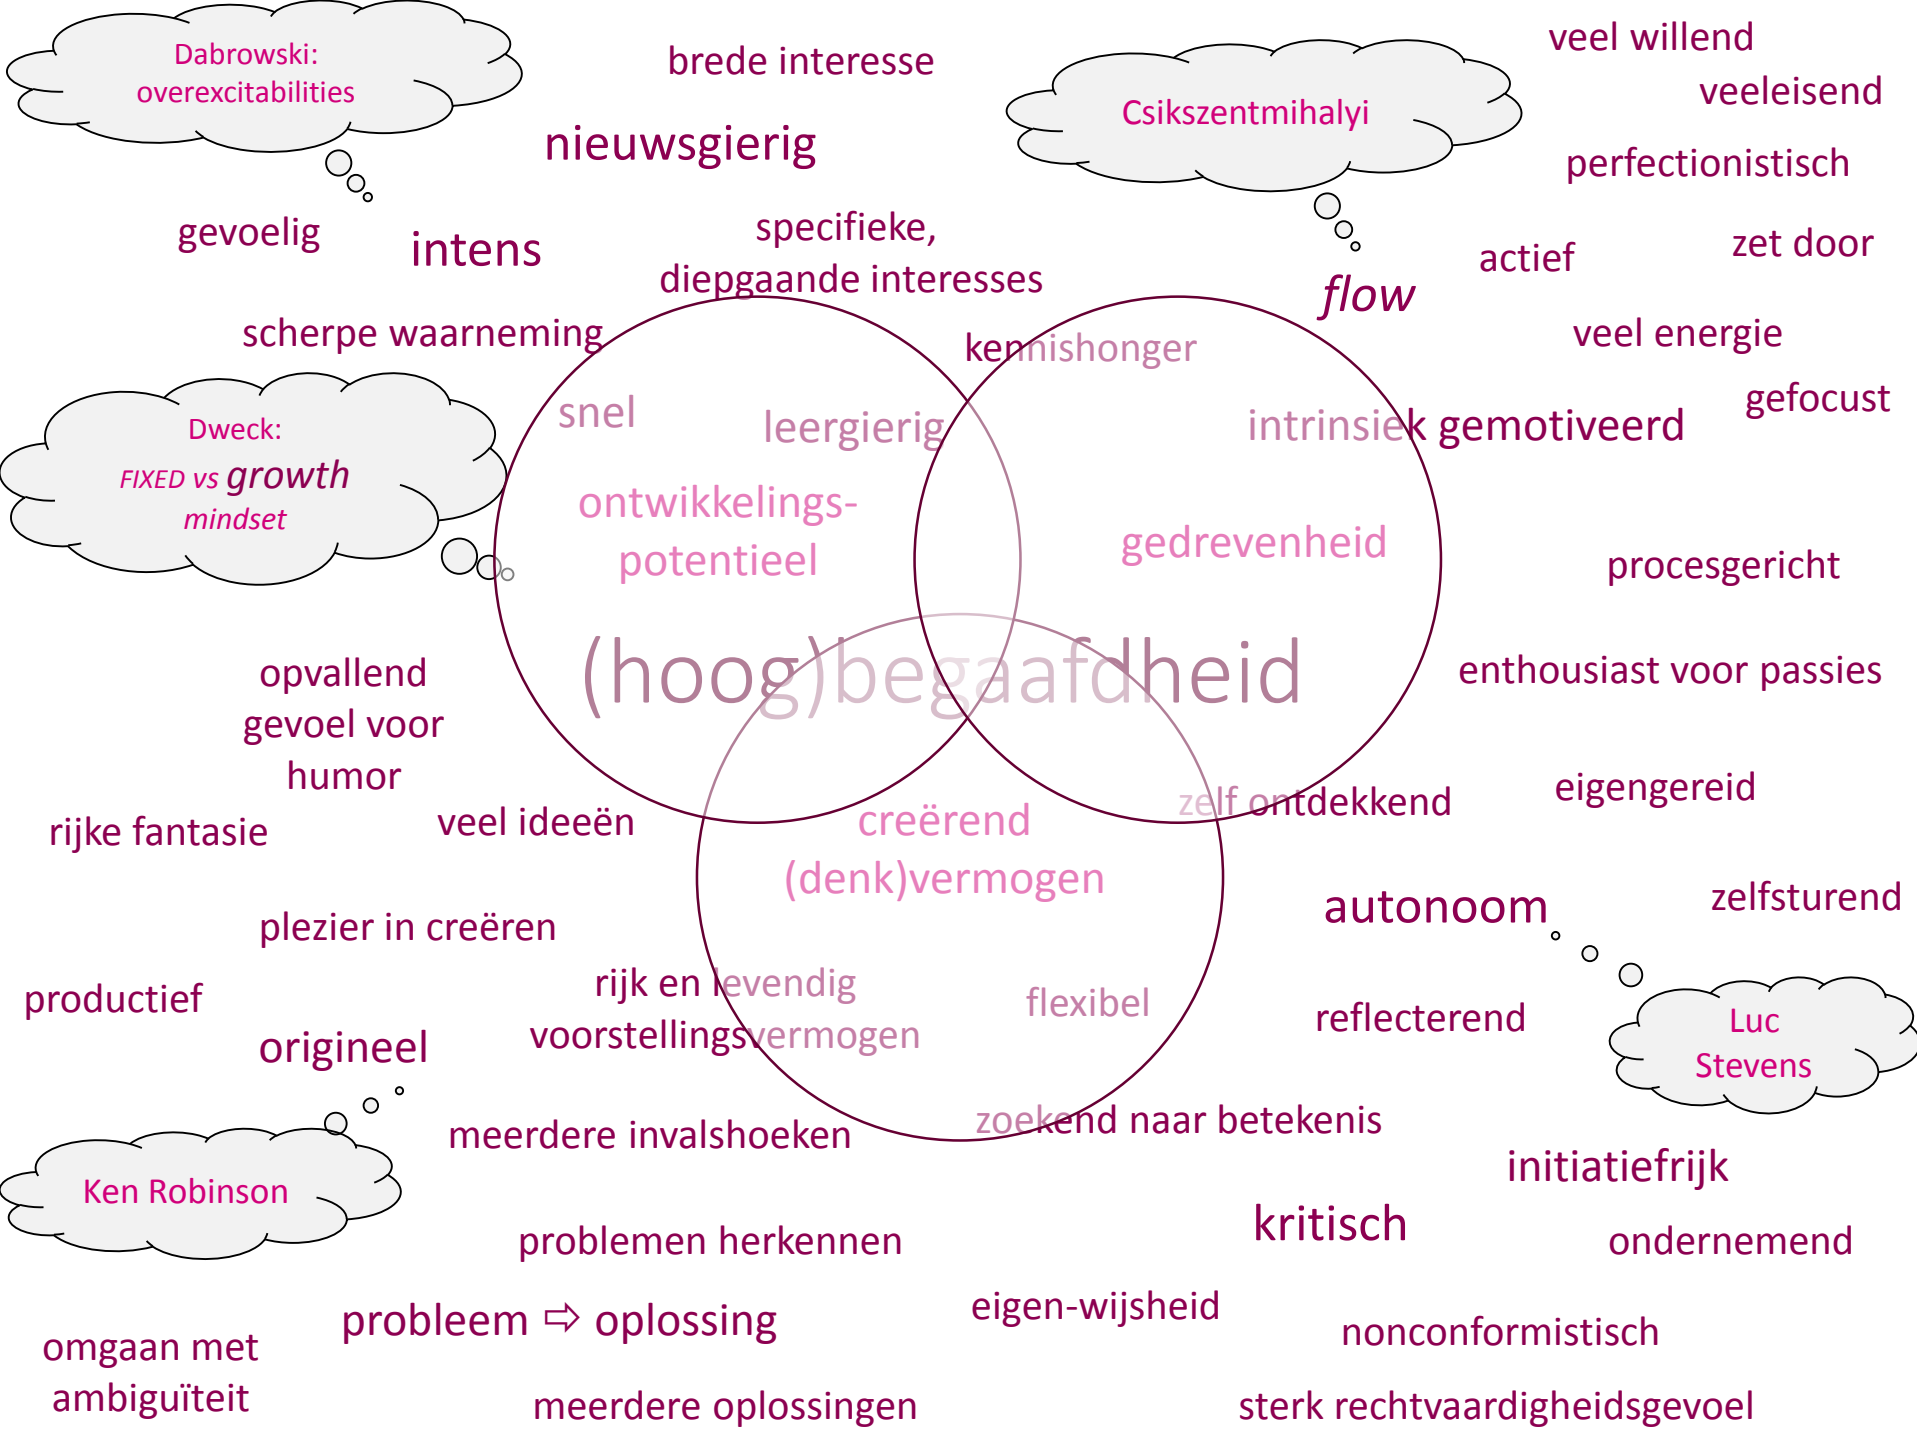 Dabrowski:
overexcitabilities
brede interesse
nieuwsgierig
Csikszentmihalyi
veel willend
veeleisend
perfectionistisch
gevoelig
intens
specifieke,
diepgaande interesses
flow
actief
zet door
scherpe waarneming
kennishonger
veel energie
Dweck:
FIXED vs growth
mindset
snel
leergierig
intrinsiek gemotiveerd
gefocust
ontwikkelings-
potentieel
gedrevenheid
procesgericht
(hoog)begaafdheid
opvallend
gevoel voor
humor
enthousiast voor passies
rijke fantasie
veel ideeën
creërend
(denk)vermogen
zelf ontdekkend
eigengereid
plezier in creëren
autonoom
zelfsturend
productief
origineel
rijk en levendig
voorstellingsvermogen
flexibel
reflecterend
Luc
Stevens
Ken Robinson
meerdere invalshoeken
zoekend naar betekenis
initiatiefrijk
problemen herkennen
kritisch
ondernemend
probleem ⇨ oplossing
eigen-wijsheid
nonconformistisch
omgaan met
ambiguïteit
meerdere oplossingen
sterk rechtvaardigheidsgevoel